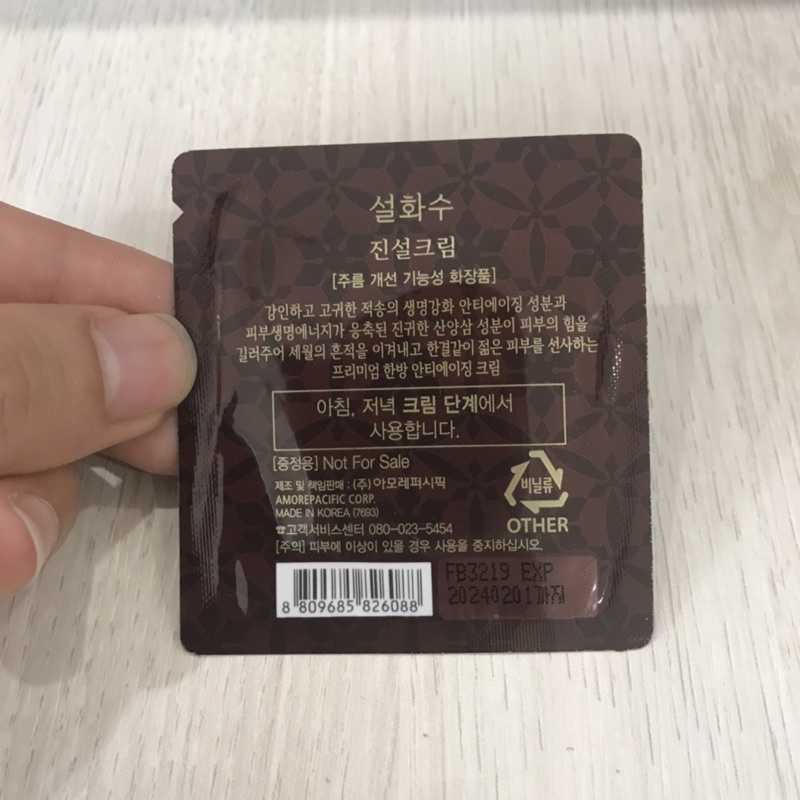 설화수
진설크림
[주름 개선 기능성 화장품]
강인하고 고귀한 적송의 생명강화 안티에이징 성분과
피부생명에너지가 응축된 진귀한 산양삼 성분이 피부의 힘을
길러주어 세월의 흔적을 이겨내고 한결같이 젊은 피부를 선사하는
프리미엄 한방 안티에이징 크림
아침, 저녁 크림 단계에서
사용합니다.
[증정용] Not For Sale
제조 및 책임판매 : (주)아모레퍼시픽
AMOREPACIFIC CORP.
MADE IN KOREA (7693)
☎고객서비스센터 080-023-5454
[주의] 피부에 이상이 있을 경우 사용을 중지하십시오.
비닐류
OTHER
8 809685 826088
FB3219 EXP
20240201까지